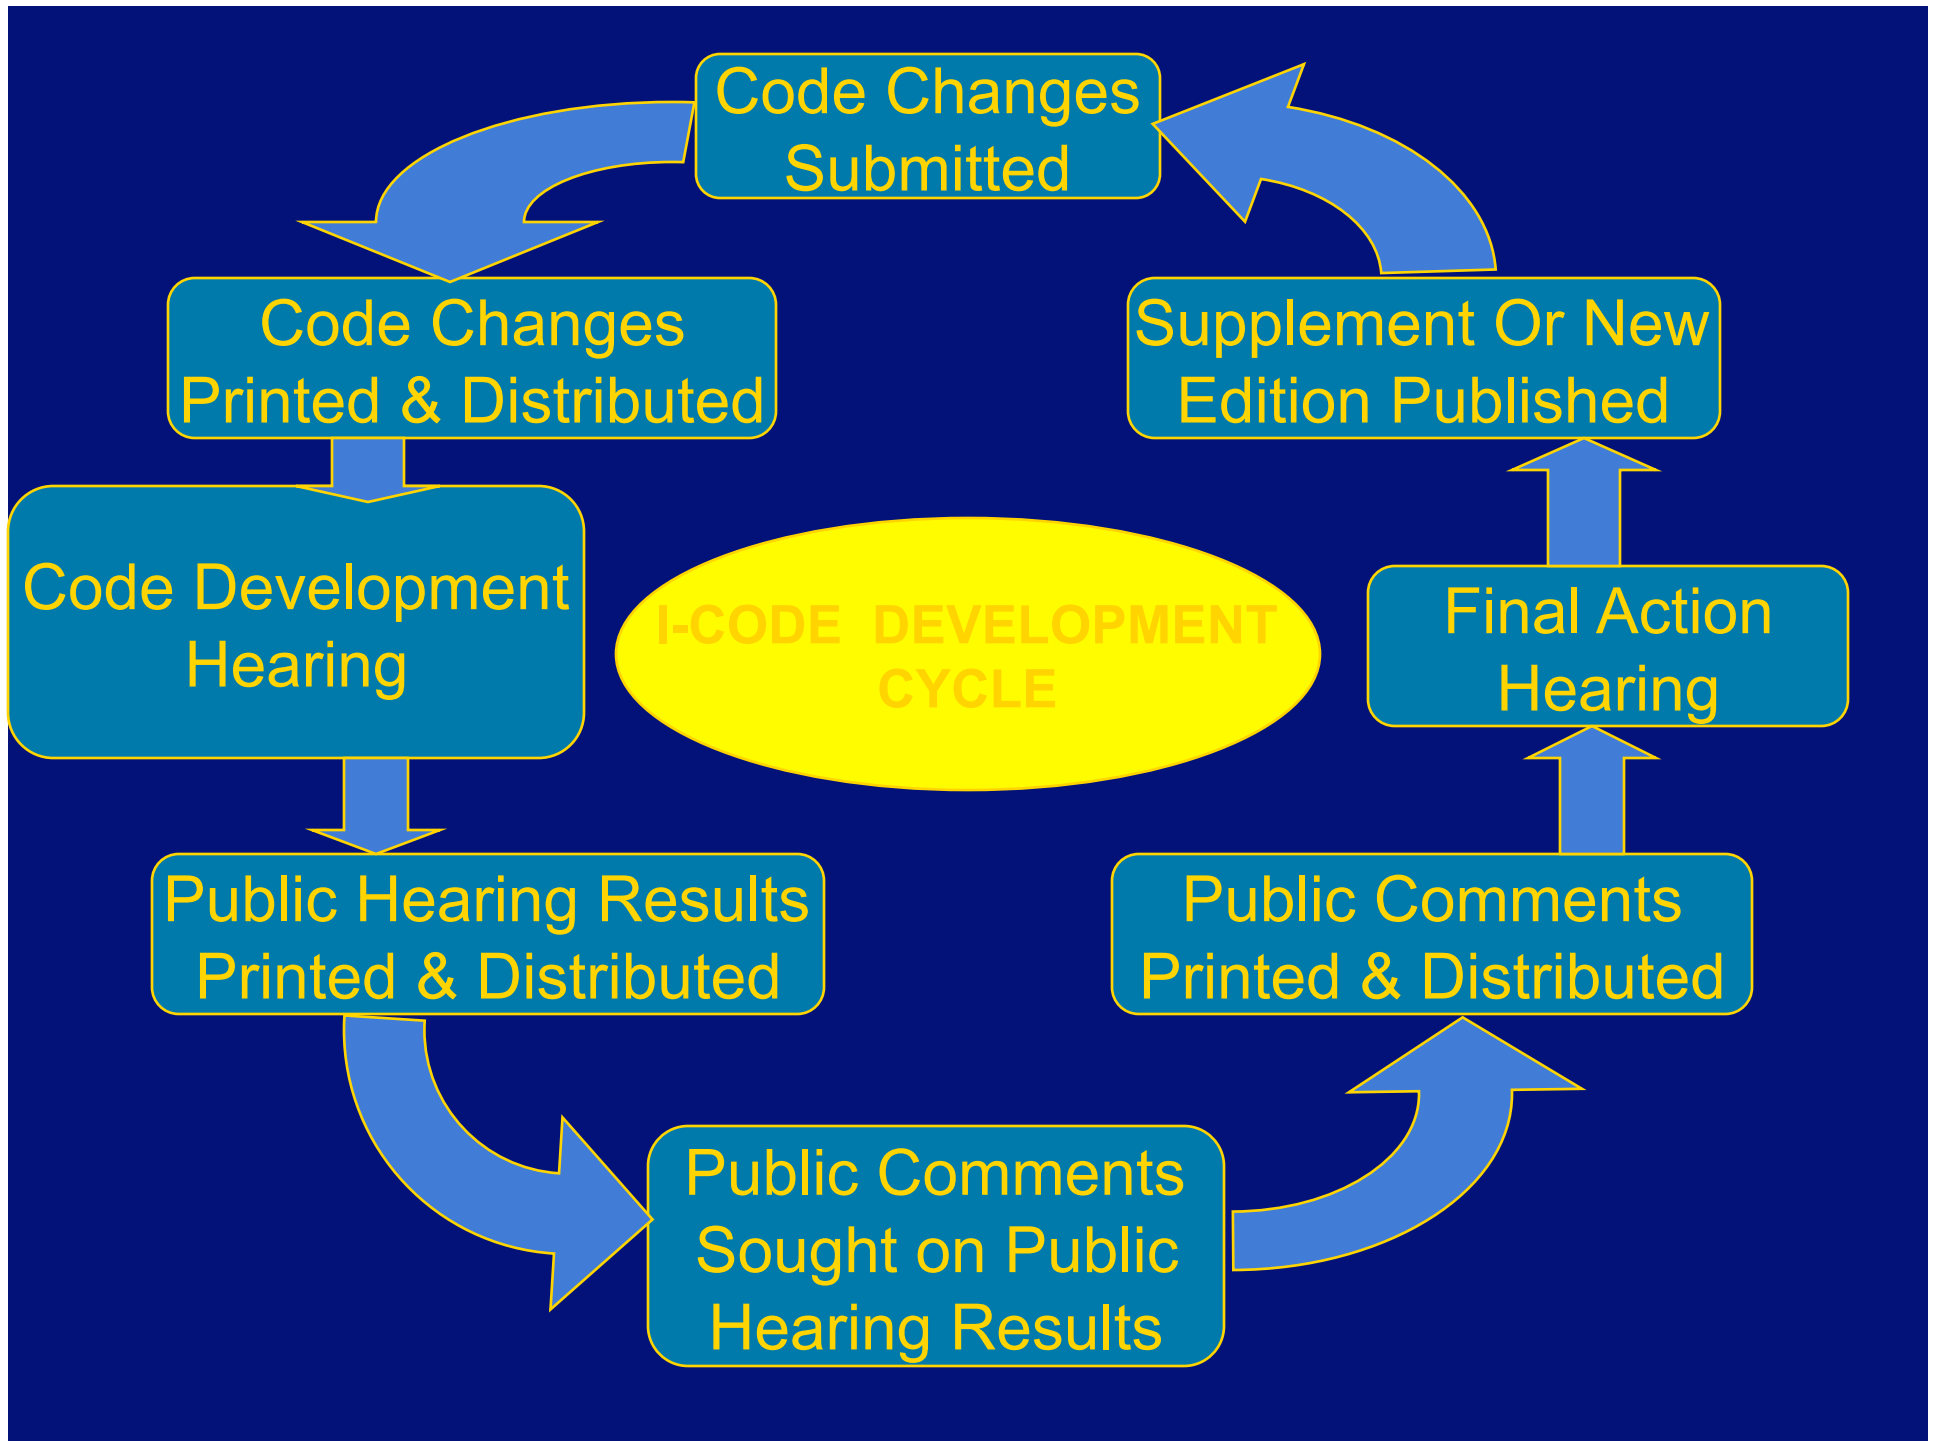 Code Changes
Submitted
Code Changes
Printed & Distributed
Code Development
Hearing
Public Hearing Results
Printed & Distributed
Public Comments
Sought on Public
Hearing Results
Public Comments
Printed & Distributed
Final Action
Hearing
Supplement Or New
Edition Published
I-CODE DEVELOPMENT
CYCLE